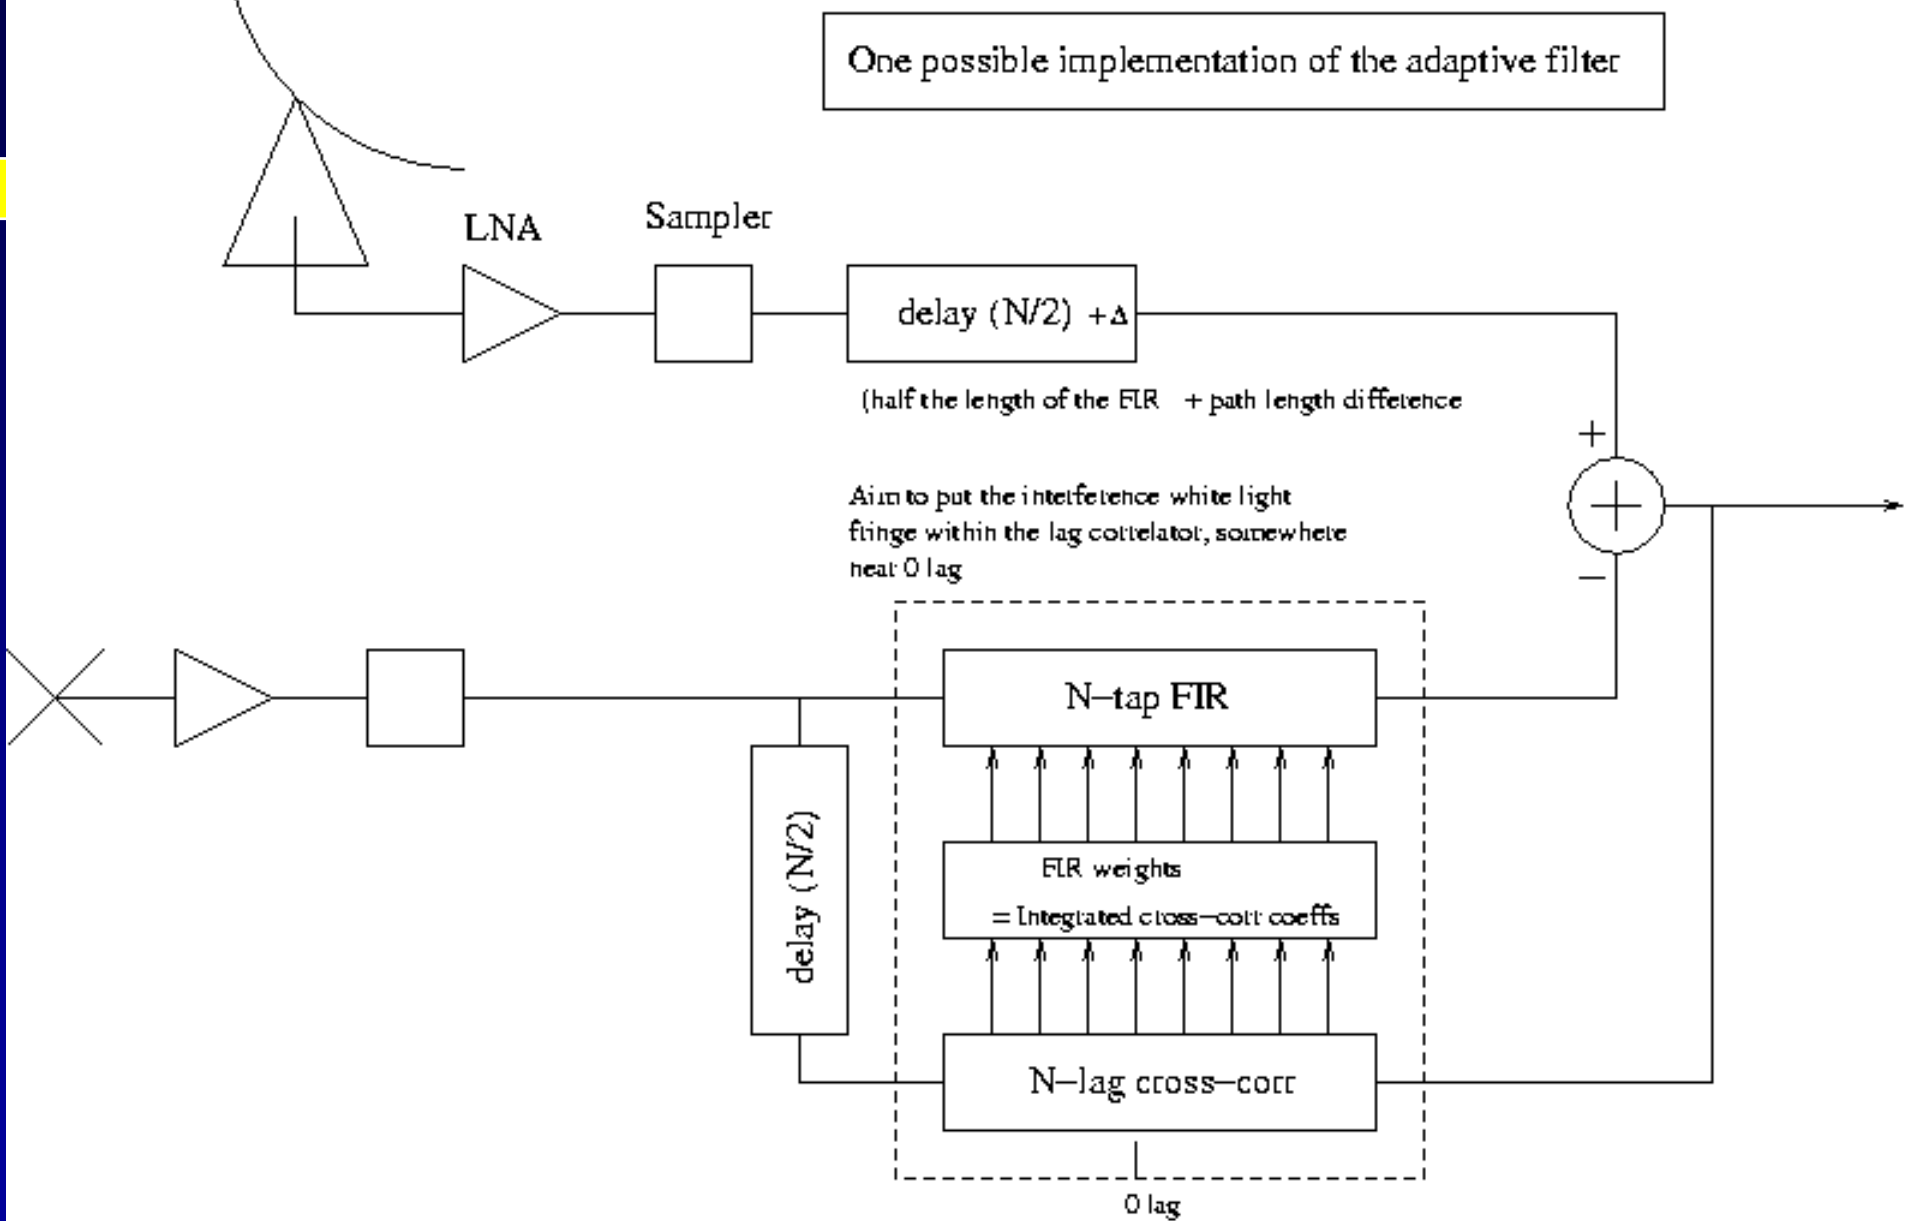 One possible implementation of the adaptive filter
LNA
Sampler
delay (N/2) +Δ
(half the length of the FIR + path length difference
+
Aim to put the interference white light
fringe within the lag correlator, somewhere
near 0 lag
+
−
N−tap FIR
delay (N/2)
FIR weights
= Integrated cross−corr coeffs
N−lag cross−corr
0 lag